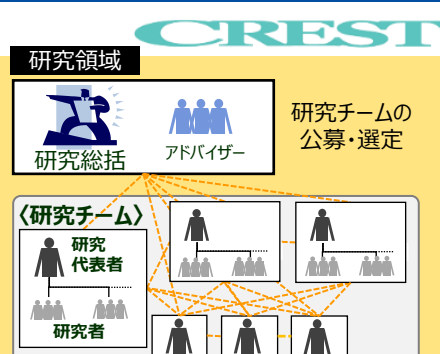 CREST
研究領域
研究総括
アドバイザー
研究チームの
公募・選定
〈研究チーム〉
研究
代表者
研究者